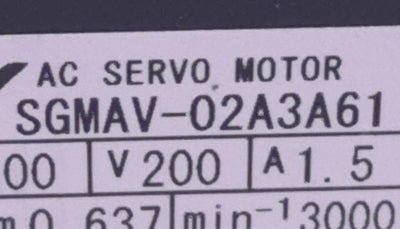 AC SERVO MOTOR
SGMAV-02A3A61
00 V 200 A 1.5
m 0.637 min-1 3000